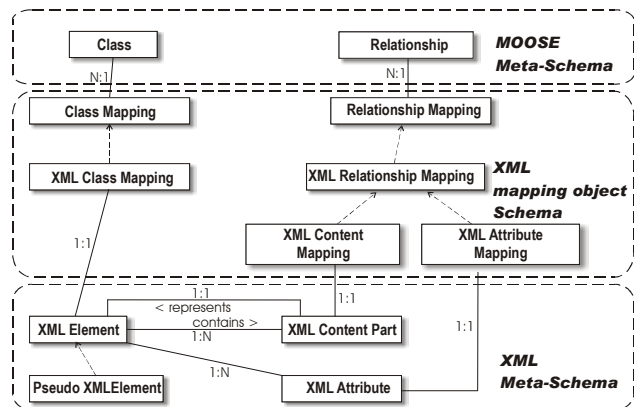 Class
Relationship
MOOSE
Meta-Schema
N:1
N:1
Class Mapping
Relationship Mapping
XML Class Mapping
XML Relationship Mapping
XML
mapping object
Schema
XML Content
Mapping
XML Attribute
Mapping
1:1
1:1
1:1
1:1
< represents
contains >
XML Element
XML Content Part
1:N
XML
Meta-Schema
1:N
Pseudo XMLElement
XML Attribute